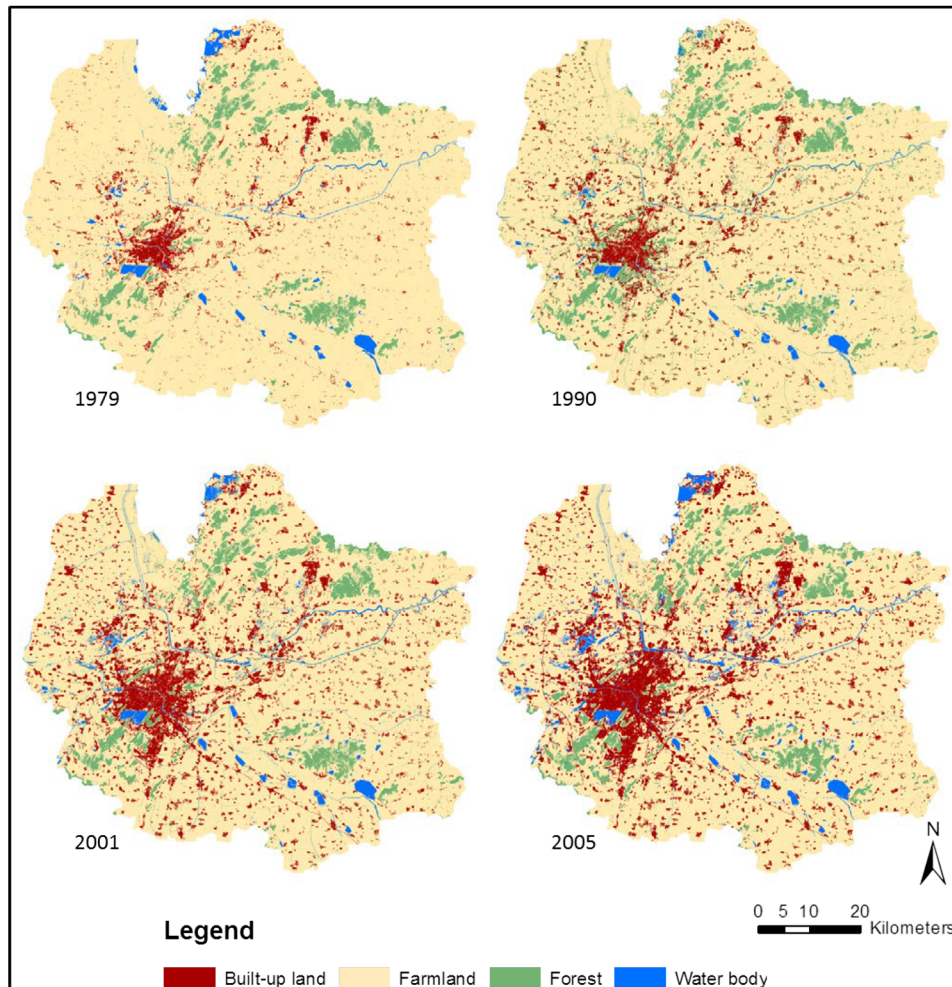 1979
1990
2001
2005
N
0 5 10 20
Kilometers
Legend
Built-up land Farmland Forest Water body